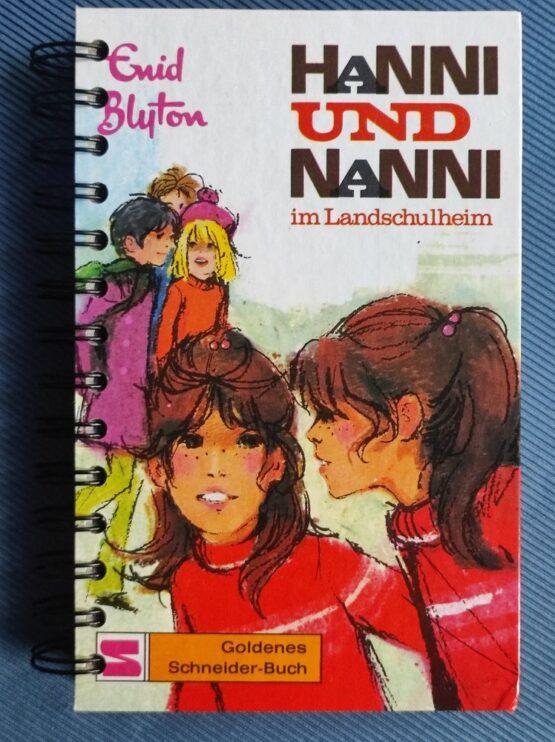 Enid
Blyton
HANNI
UND
NANNI
im Landschulheim
Goldenes
Schneider-Buch